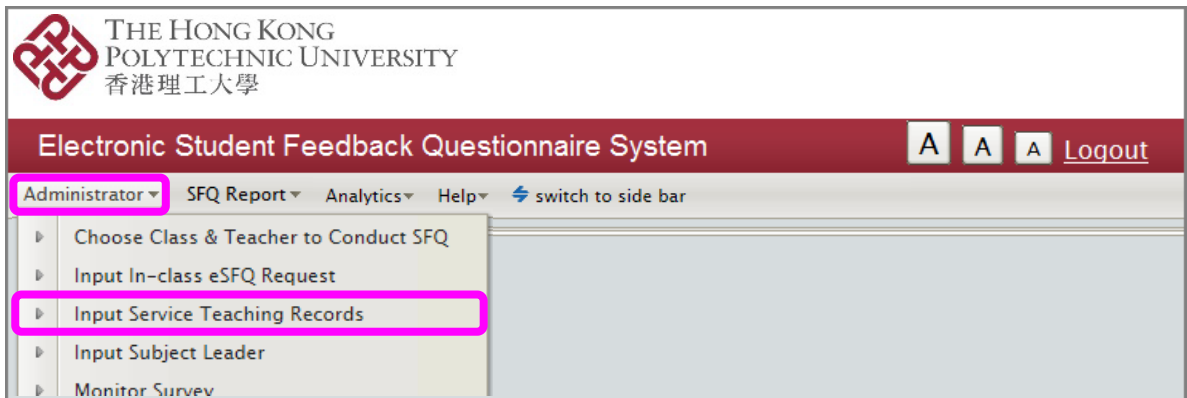 THE HONG KONG
POLYTECHNIC UNIVERSITY
香港理工大學
Electronic Student Feedback Questionnaire System A A A Logout
Administrator SFQ Report Analytics Help switch to side bar
Choose Class & Teacher to Conduct SFQ
Input In-class eSFQ Request
Input Service Teaching Records
Input Subject Leader
Monitor Survey